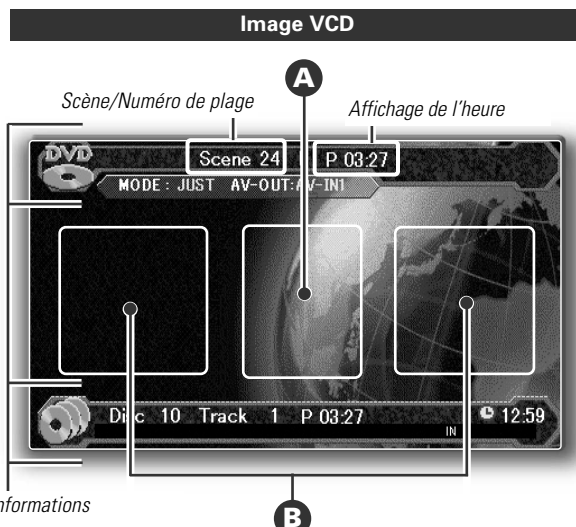 Image VCD
A
Scène/Numéro de plage
Affichage de l'heure
DVD
Scene 24
P 03:27
MODE : JUST AV-OUT:AV-IN1
Disc 10 Track 1 P 03:27
12:59
IN
nformations
B